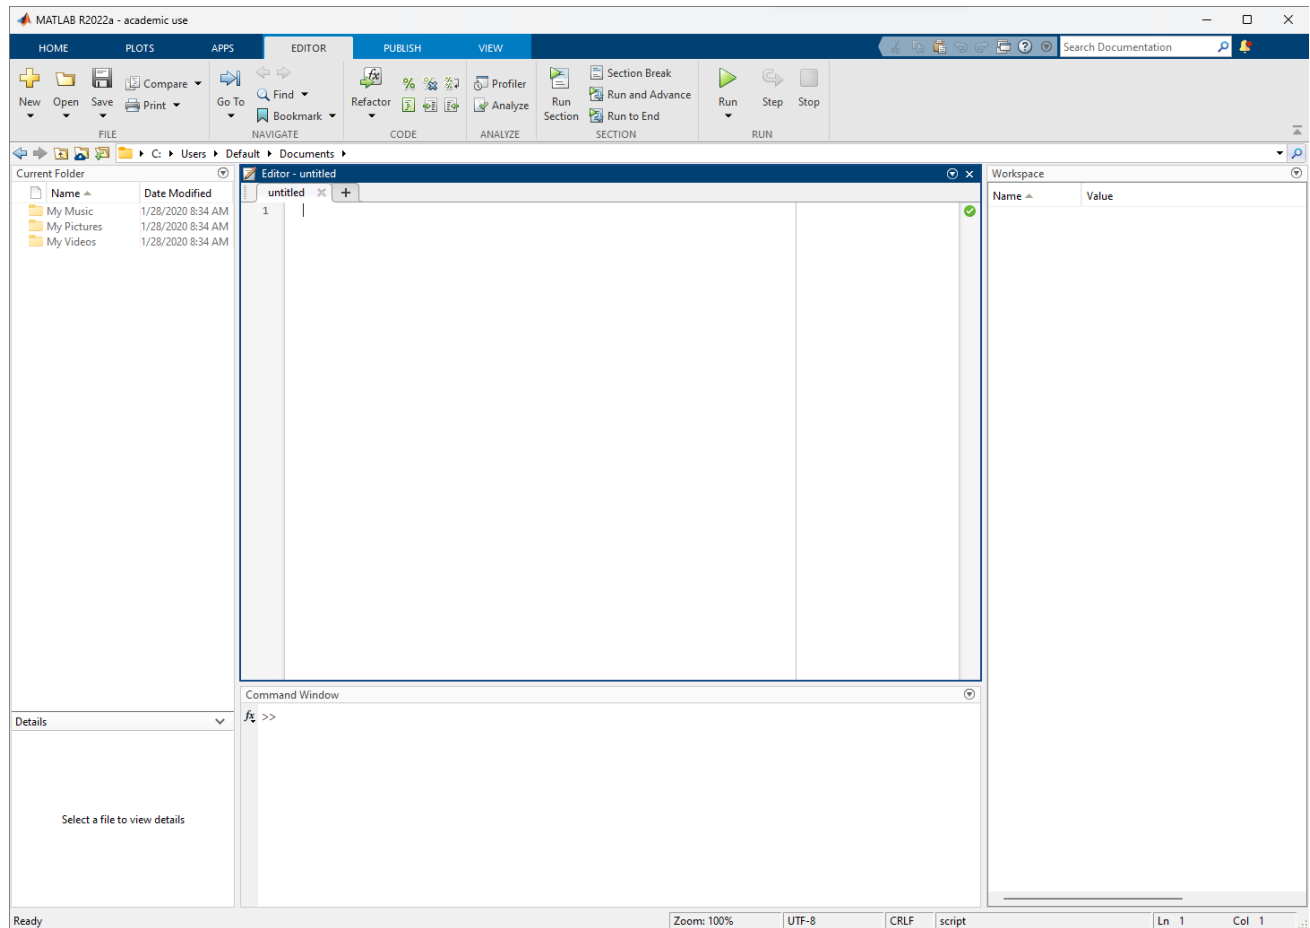 MATLAB R2022a - academic use
HOME PLOTS APPS EDITOR PUBLISH VIEW
Search Documentation
New Open Save
Compare
Print
FILE
Go To
Find
Bookmark
NAVIGATE
Refactor
CODE
Profiler
Analyze
ANALYZE
Run Section
Section Break
Run and Advance
Run to End
SECTION
Run Step Stop
RUN
C: Users Default Documents
Current Folder
Name Date Modified
My Music 1/28/2020 8:34 AM
My Pictures 1/28/2020 8:34 AM
My Videos 1/28/2020 8:34 AM
Details
Select a file to view details
Editor - untitled
untitled
1
Command Window
fx >>
Workspace
Name Value
Ready
Zoom: 100% UTF-8 CRLF script Ln 1 Col 1